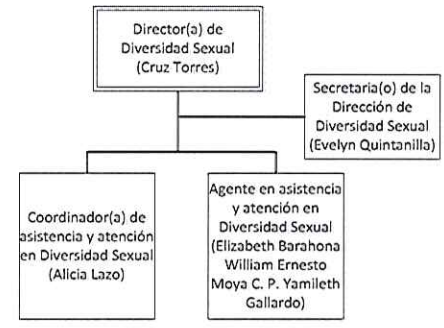 Director(a) de
Diversidad Sexual
(Cruz Torres)
Secretaria(o) de la
Dirección de
Diversidad Sexual
(Evelyn Quintanilla)
Coordinador(a) de
asistencia y atención
en Diversidad Sexual
(Alicia Lazo)
Agente en asistencia
y atención en
Diversidad Sexual
(Elizabeth Barahona
William Ernesto
Moya C. P. Yamileth
Gallardo)